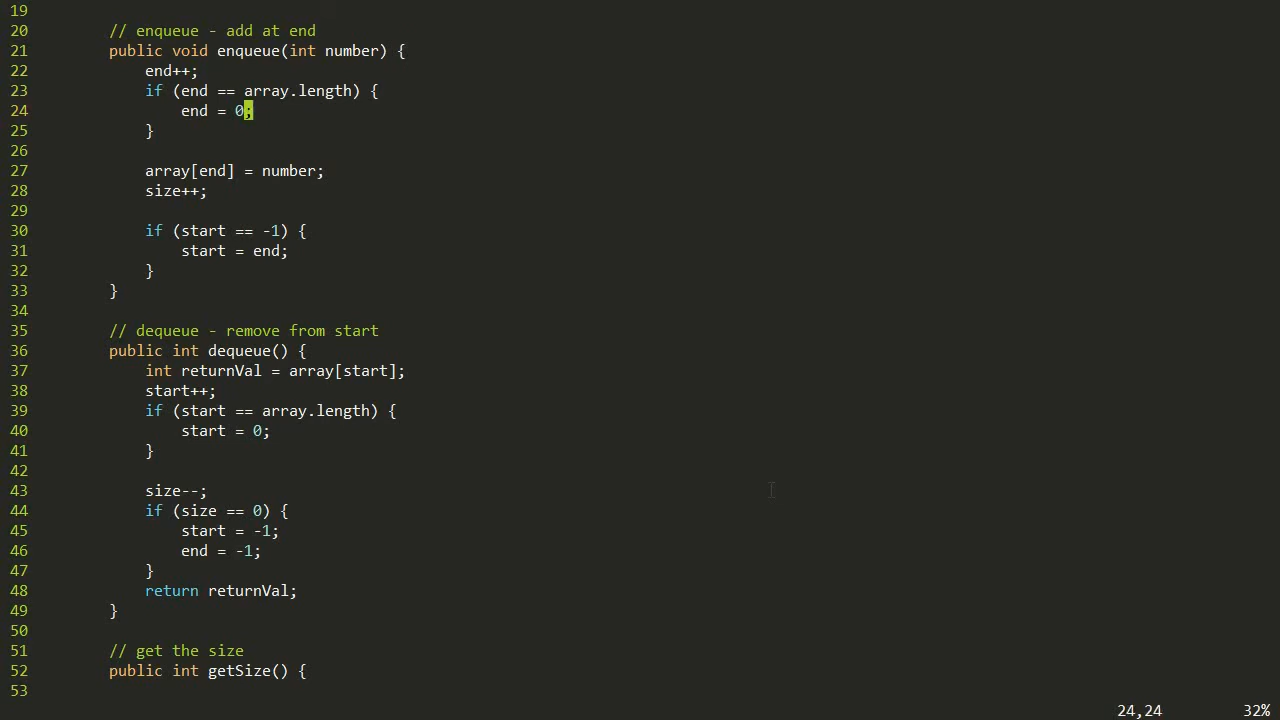 19
20         // enqueue - add at end
21         public void enqueue(int number) {
22             end++;
23             if (end == array.length) {
24                 end = 0;
25             }
26
27             array[end] = number;
28             size++;
29
30             if (start == -1) {
31                 start = end;
32             }
33         }
34
35         // dequeue - remove from start
36         public int dequeue() {
37             int returnVal = array[start];
38             start++;
39             if (start == array.length) {
40                 start = 0;
41             }
42
43             size--;
44             if (size == 0) {
45                 start = -1;
46                 end = -1;
47             }
48             return returnVal;
49         }
50
51         // get the size
52         public int getSize() {
53
24,24         32%